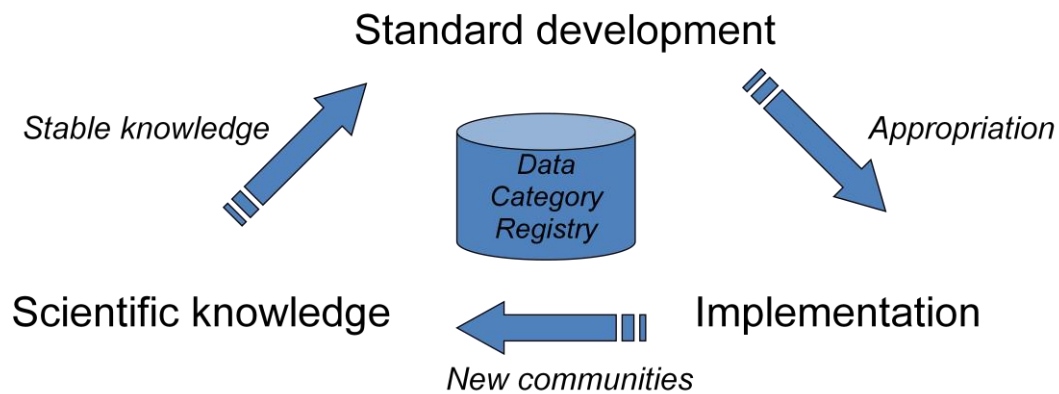 Standard development
Stable knowledge
Appropriation
Data
Category
Registry
Scientific knowledge
Implementation
New communities